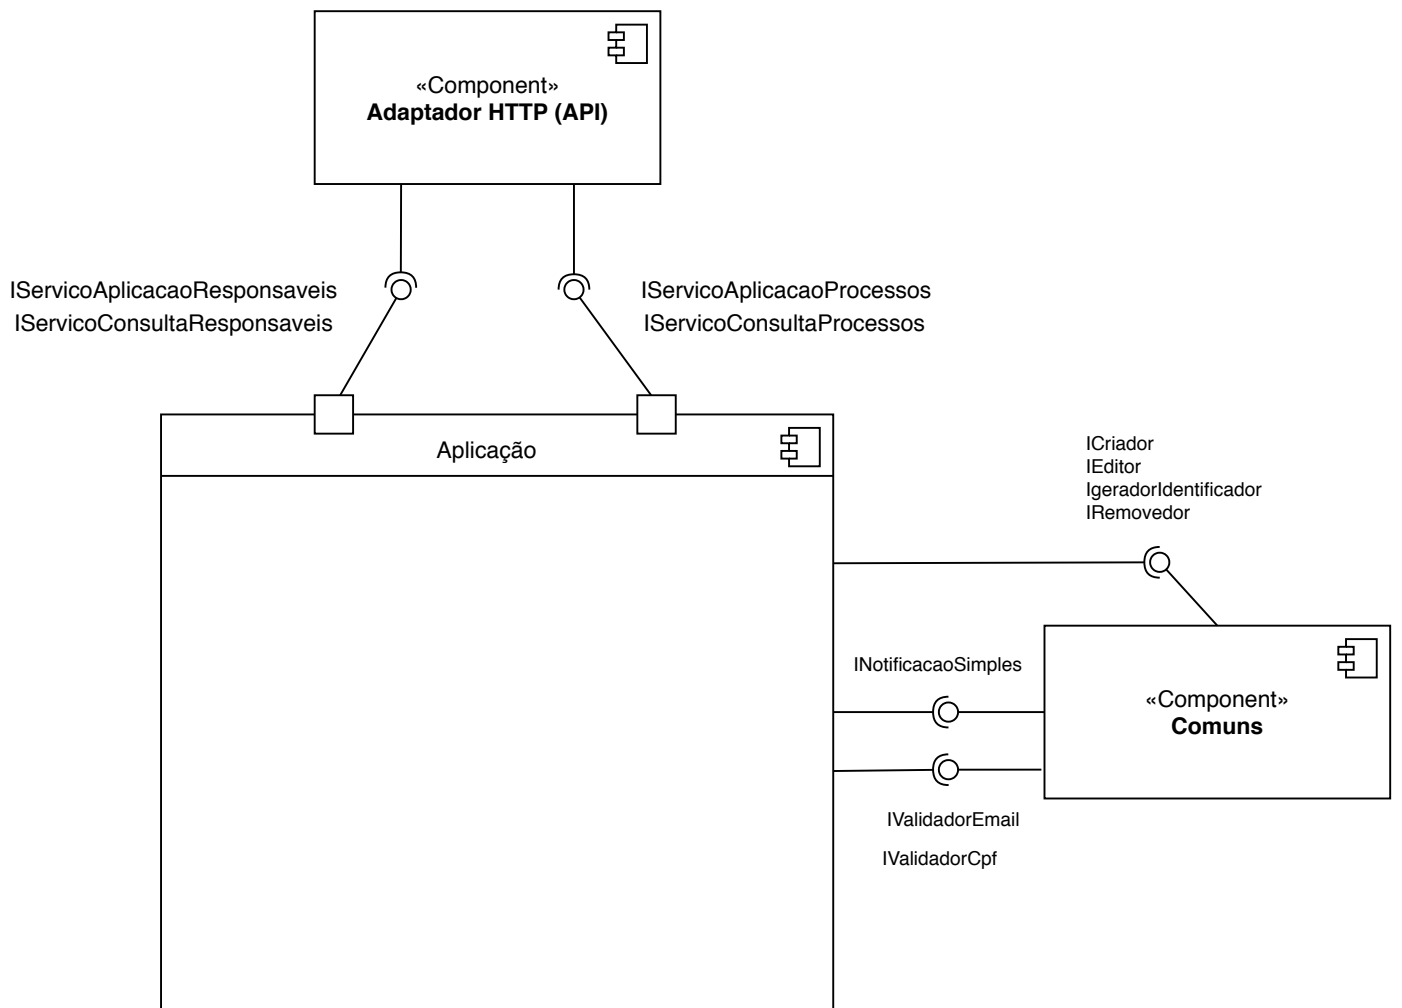 «Component»
Adaptador HTTP (API)
IServicoAplicacaoResponsaveis
IServicoConsultaResponsaveis
IServicoAplicacaoProcessos
IServicoConsultaProcessos
Aplicação
ICriador
IEditor
IgeradorIdentificador
IRemovedor
INotificacaoSimples
«Component»
Comuns
IValidadorEmail
IValidadorCpf